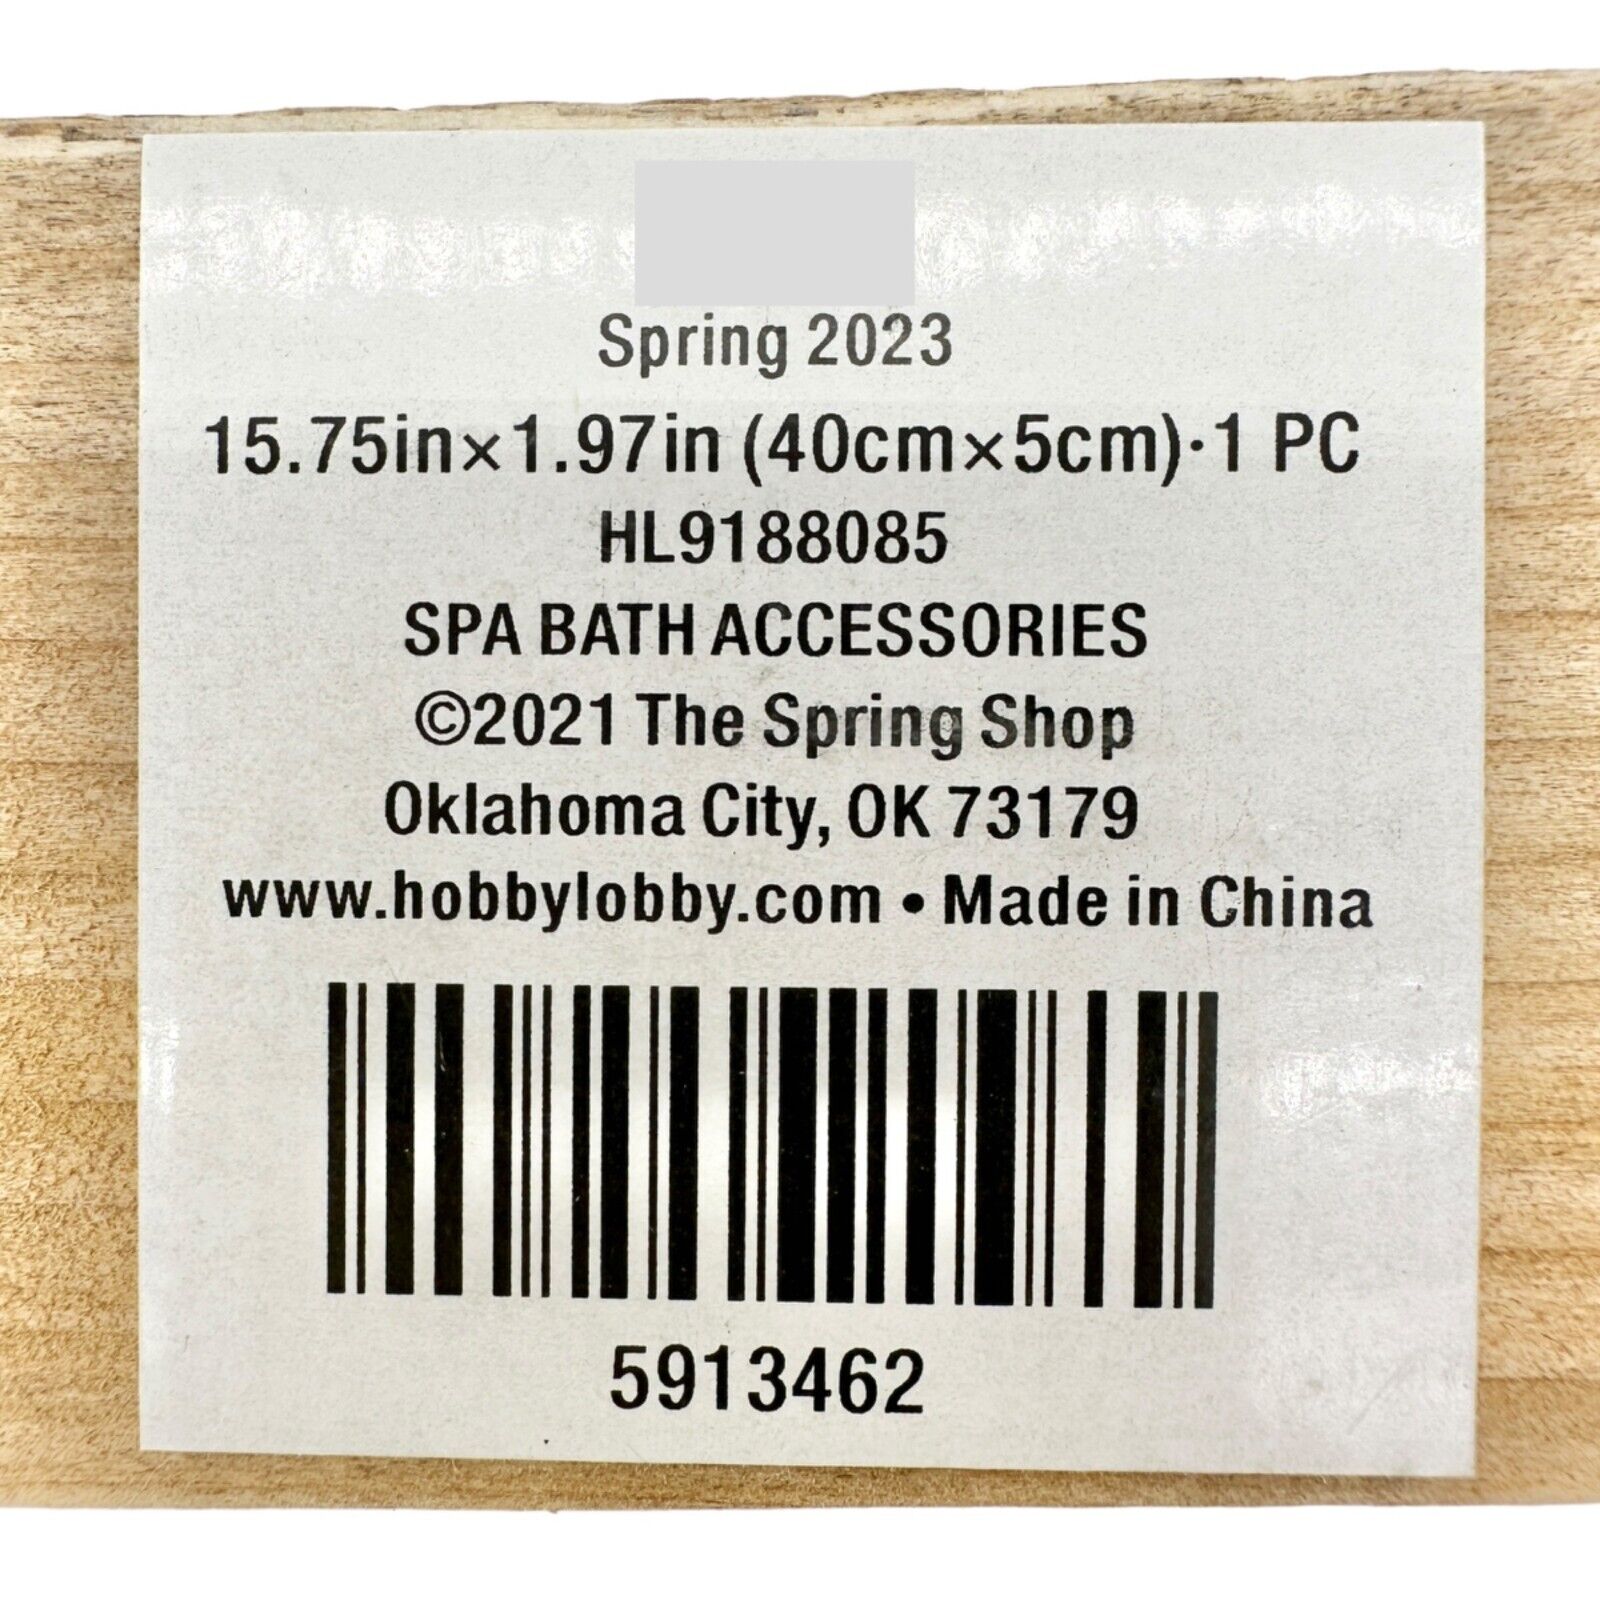 Spring 2023
15.75in×1.97in (40cm×5cm)·1 PC
HL9188085
SPA BATH ACCESSORIES
©2021 The Spring Shop
Oklahoma City, OK 73179
www.hobbylobby.com • Made in China
5913462